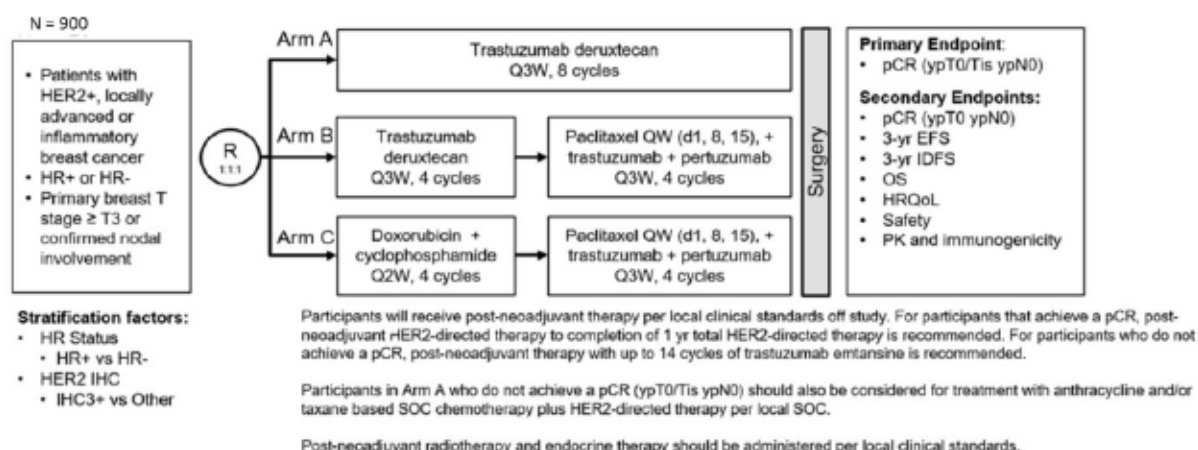 N = 900
• Patients with
HER2+, locally
advanced or
inflammatory
breast cancer
• HR+ or HR-
• Primary breast T
stage ≥ T3 or
confirmed nodal
involvement
Stratification factors:
• HR Status
• HR+ vs HR-
• HER2 IHC
• IHC3+ vs Other
R
1:1:1
Arm A
Trastuzumab deruxtecan
Q3W, 8 cycles
Arm B
Trastuzumab
deruxtecan
Q3W, 4 cycles
Paclitaxel QW (d1, 8, 15), +
trastuzumab + pertuzumab
Q3W, 4 cycles
Arm C
Doxorubicin +
cyclophosphamide
Q2W, 4 cycles
Paclitaxel QW (d1, 8, 15), +
trastuzumab + pertuzumab
Q3W, 4 cycles
Surgery
Primary Endpoint:
• pCR (ypT0/Tis ypN0)
Secondary Endpoints:
• pCR (ypT0 ypN0)
• 3-yr EFS
• 3-yr IDFS
• OS
• HRQoL
• Safety
• PK and immunogenicity
Participants will receive post-neoadjuvant therapy per local clinical standards off study. For participants that achieve a pCR, post-
neoadjuvant HER2-directed therapy to completion of 1 yr total HER2-directed therapy is recommended. For participants who do not
achieve a pCR, post-neoadjuvant therapy with up to 14 cycles of trastuzumab emtansine is recommended.
Participants in Arm A who do not achieve a pCR (ypT0/Tis ypN0) should also be considered for treatment with anthracycline and/or
taxane based SOC chemotherapy plus HER2-directed therapy per local SOC.
Post-neoadjuvant radiotherapy and endocrine therapy should be administered per local clinical standards.